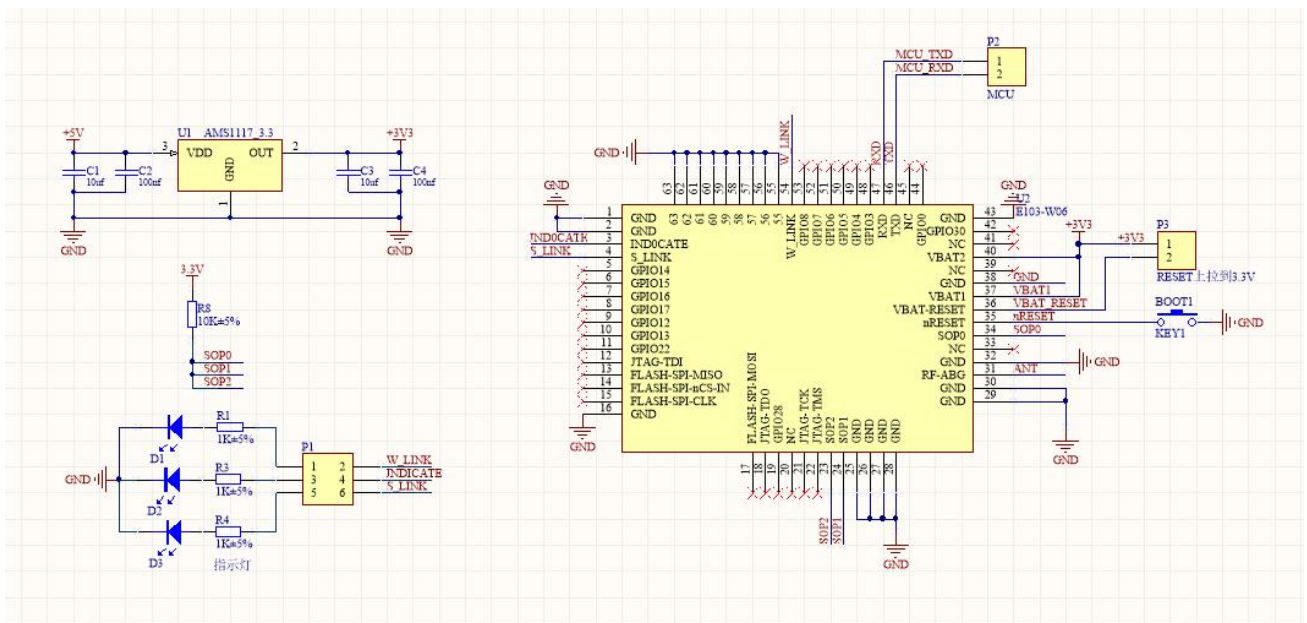 +5V
U1 AMS1117_3.3
+3V3
3 VDD OUT 2
GND
1
C1
10uf
C2
100nf
C3
10uf
C4
100nf
GND
GND
3.3V
R8
10K±5%
SOP0
SOP1
SOP2
GND
D1
R1
1K±5%
D2
R3
1K±5%
D3
R4
1K±5%
指示灯
P1
1 2
3 4
5 6
W_LINK
INDICATE
S_LINK
P2
1
2
MCU
MCU_TXD
MCU_RXD
W_LINK
RXD
TXD
GND
63 62 61 60 59 58 57 56 55 54 53 52 51 50 49 48 47 46 45 44
63 62 61 60 59 58 57 56 55 W_LINK GPIO8 GPIO7 GPIO6 GPIO5 GPIO4 GPIO3 RXD TXD NC GPIO0
GND
GND
U2
E103-W06
1 GND
2 GND
IND0CATE 3 IND0CATE
S_LINK 4 S_LINK
5 GPIO14
6 GPIO15
7 GPIO16
8 GPIO17
9 GPIO12
10 GPIO13
11 GPIO22
12 JTAG-TDI
13 FLASH-SPI-MISO
14 FLASH-SPI-nCS-IN
15 FLASH-SPI-CLK
16 GND
GND
GND 43
GPIO30 42
NC 41
VBAT2 40
NC 39
GND 38 GND
VBAT1 37 VBAT1
VBAT-RESET 36 VBAT_RESET
nRESET 35 nRESET
SOP0 34 SOP0
NC 33
GND 32 GND
RF-ABG 31 ANT
GND 30
GND 29
GND
+3V3
+3V3
P3
1
2
RESET上拉到3.3V
BOOT1
KEY1
GND
FLASH-SPI-MOSI JTAG-TDO GPIO28 NC JTAG-TCK JTAG-TMS SOP2 SOP1 GND GND GND GND
17 18 19 20 21 22 23 24 25 26 27 28
SOP2
SOP1
GND